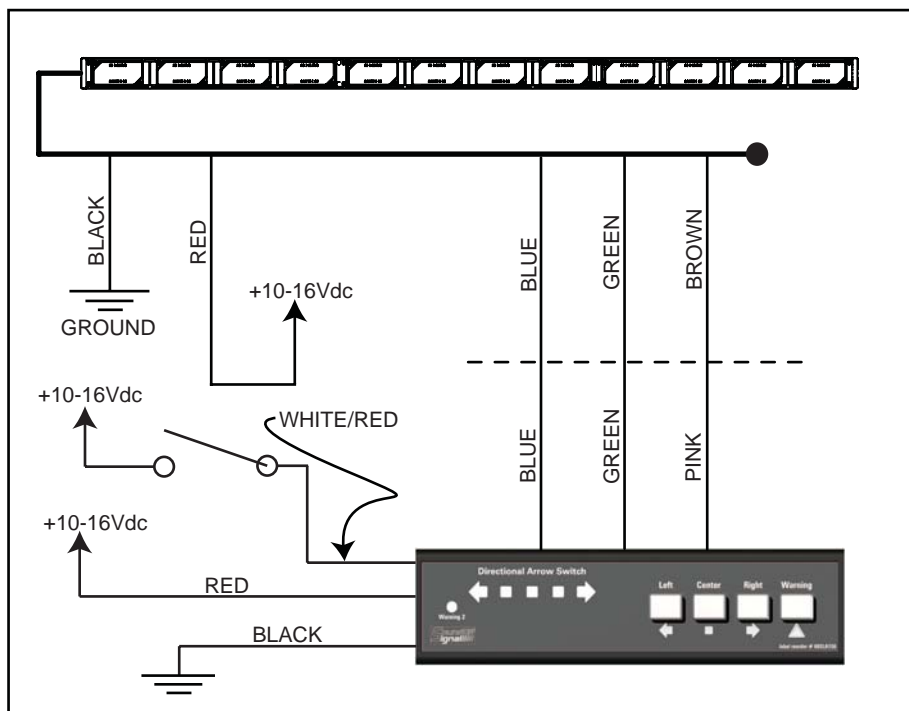 BLACK
RED
BLUE
GREEN
BROWN
+10-16Vdc
GROUND
+10-16Vdc
WHITE/RED
BLUE
GREEN
PINK
+10-16Vdc
RED
BLACK
Directional Arrow Switch
Left Center Right Warning
Warning 2